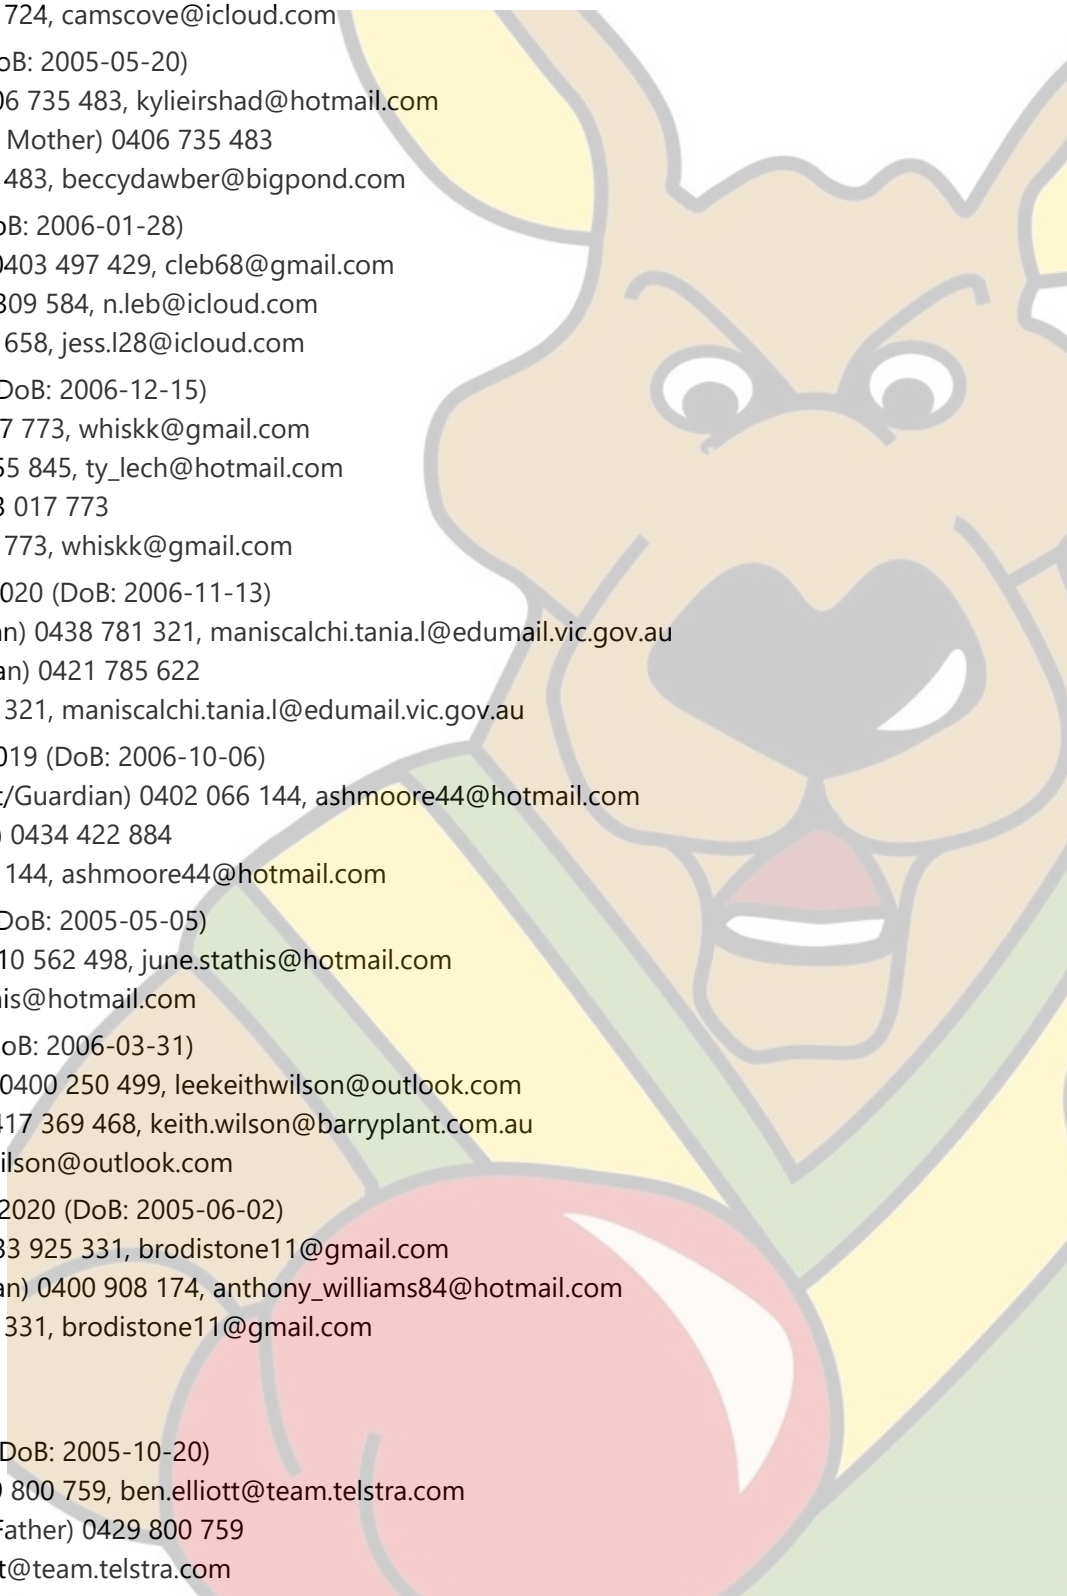 724, camscove@icloud.com
oB: 2005-05-20)
06 735 483, kylieirshad@hotmail.com
Mother) 0406 735 483
483, beccydawber@bigpond.com
oB: 2006-01-28)
0403 497 429, cleb68@gmail.com
309 584, n.leb@icloud.com
658, jess.l28@icloud.com
DoB: 2006-12-15)
7 773, whiskk@gmail.com
55 845, ty_lech@hotmail.com
3 017 773
773, whiskk@gmail.com
020 (DoB: 2006-11-13)
an) 0438 781 321, maniscalchi.tania.l@edumail.vic.gov.au
an) 0421 785 622
321, maniscalchi.tania.l@edumail.vic.gov.au
019 (DoB: 2006-10-06)
t/Guardian) 0402 066 144, ashmoore44@hotmail.com
) 0434 422 884
144, ashmoore44@hotmail.com
DoB: 2005-05-05)
10 562 498, june.stathis@hotmail.com
his@hotmail.com
oB: 2006-03-31)
0400 250 499, leekeithwilson@outlook.com
417 369 468, keith.wilson@barryplant.com.au
ilson@outlook.com
2020 (DoB: 2005-06-02)
33 925 331, brodistone11@gmail.com
an) 0400 908 174, anthony_williams84@hotmail.com
331, brodistone11@gmail.com
DoB: 2005-10-20)
9 800 759, ben.elliott@team.telstra.com
Father) 0429 800 759
t@team.telstra.com